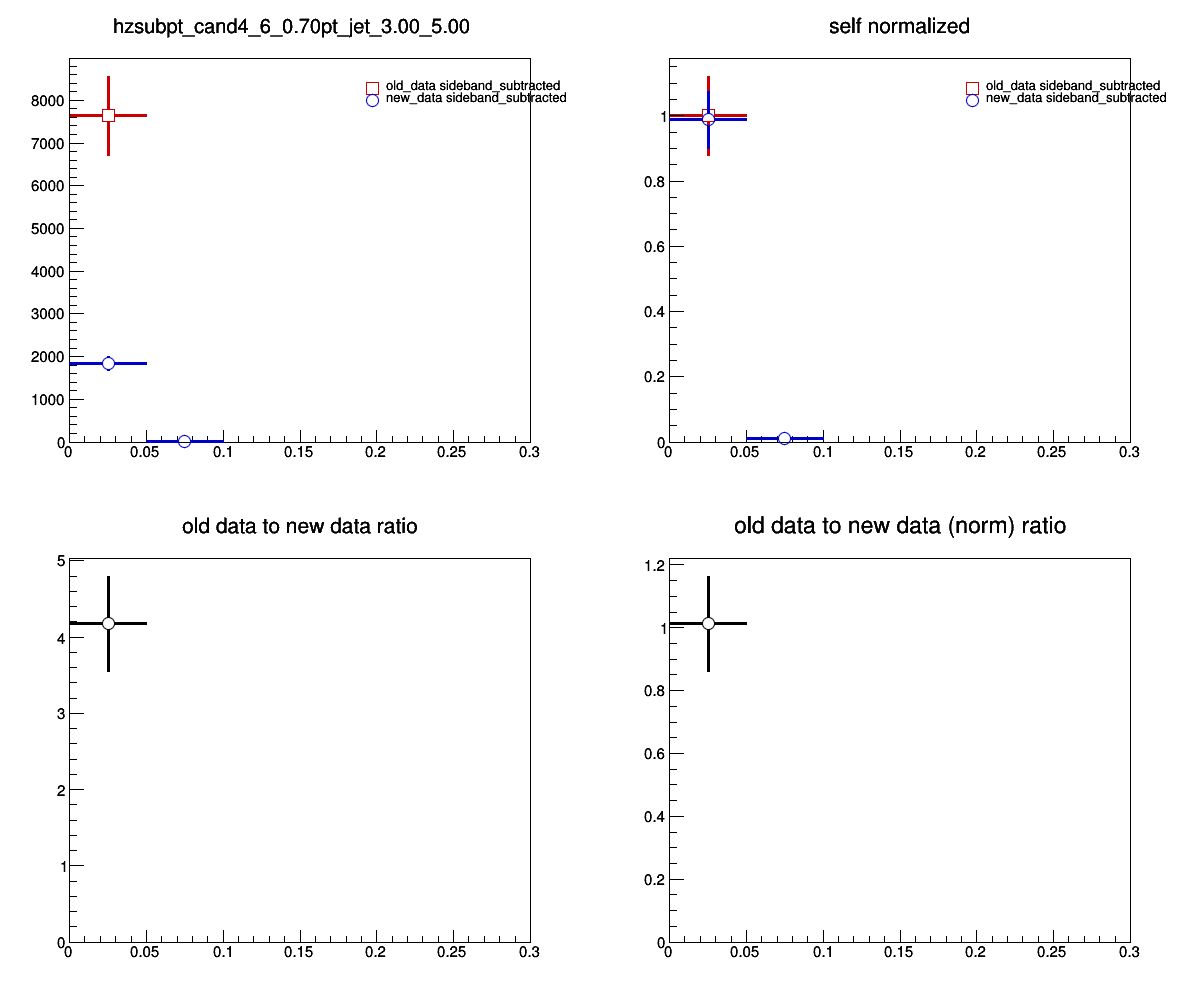 hzsubpt_cand4_6_0.70pt_jet_3.00_5.00
old_data sideband_subtracted
new_data sideband_subtracted
8000
7000
6000
5000
4000
3000
2000
1000
0
0 0.05 0.1 0.15 0.2 0.25 0.3
self normalized
old_data sideband_subtracted
new_data sideband_subtracted
1
0.8
0.6
0.4
0.2
0
0 0.05 0.1 0.15 0.2 0.25 0.3
old data to new data ratio
5
4
3
2
1
0
0 0.05 0.1 0.15 0.2 0.25 0.3
old data to new data (norm) ratio
1.2
1
0.8
0.6
0.4
0.2
0
0 0.05 0.1 0.15 0.2 0.25 0.3